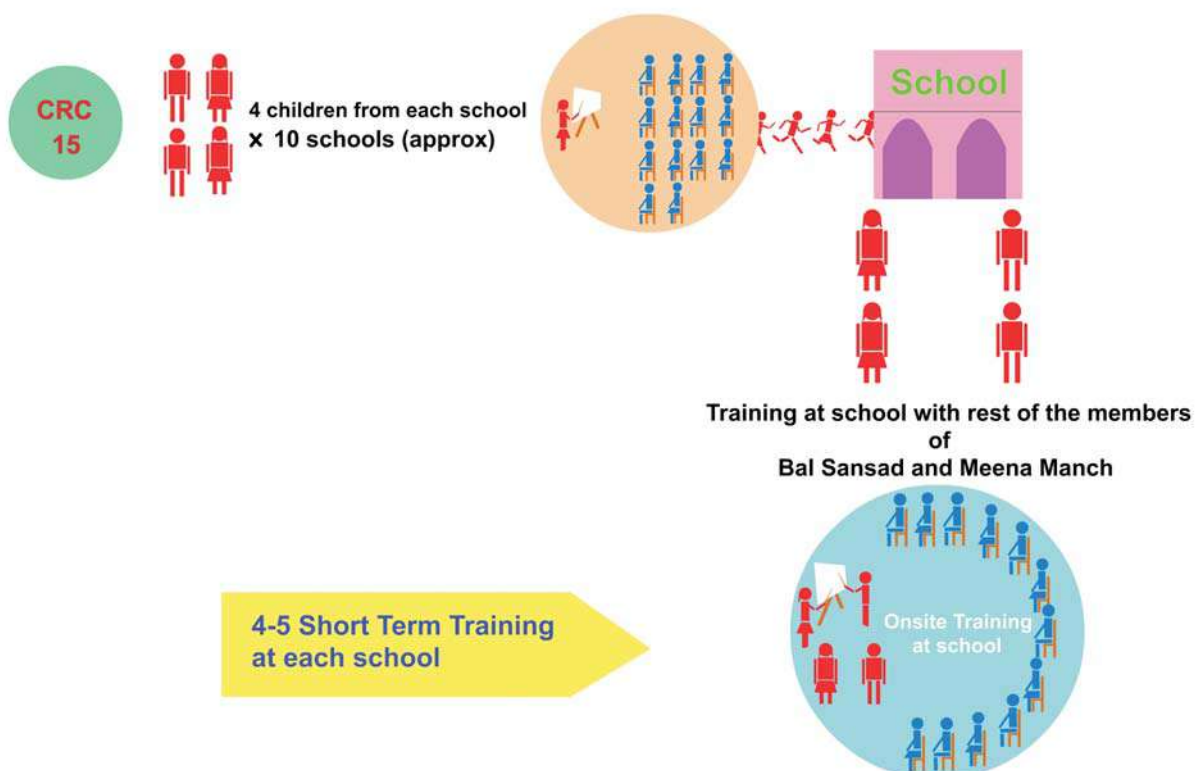 CRC
15
4 children from each school
x 10 schools (approx)
School
Training at school with rest of the members
of
Bal Sansad and Meena Manch
4-5 Short Term Training
at each school
Onsite Training
at school